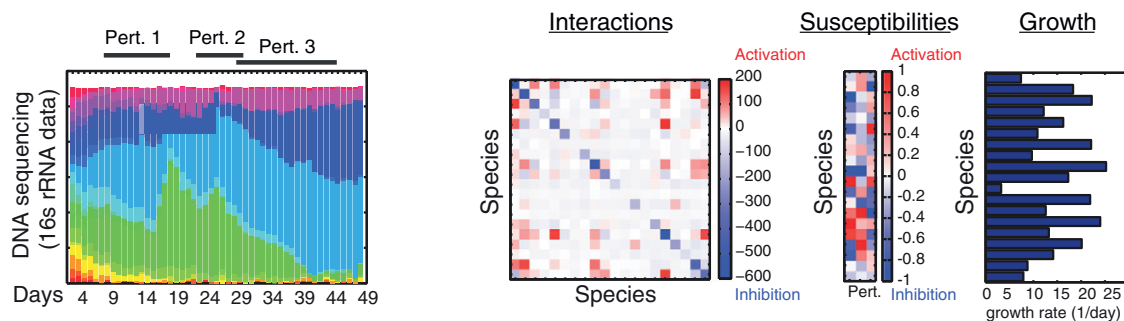 Pert. 1
Pert. 2
Pert. 3
DNA sequencing
(16s rRNA data)
Days
4 9 14 19 24 29 34 39 44 49
Interactions
Species
Species
Activation
200
100
0
−100
−200
−300
−400
−500
−600
Inhibition
Susceptibilities
Species
Pert.
Activation
1
0.8
0.6
0.4
0.2
0
-0.2
-0.4
-0.6
-0.8
-1
Inhibition
Growth
Species
0 5 10 15 20 25
growth rate (1/day)